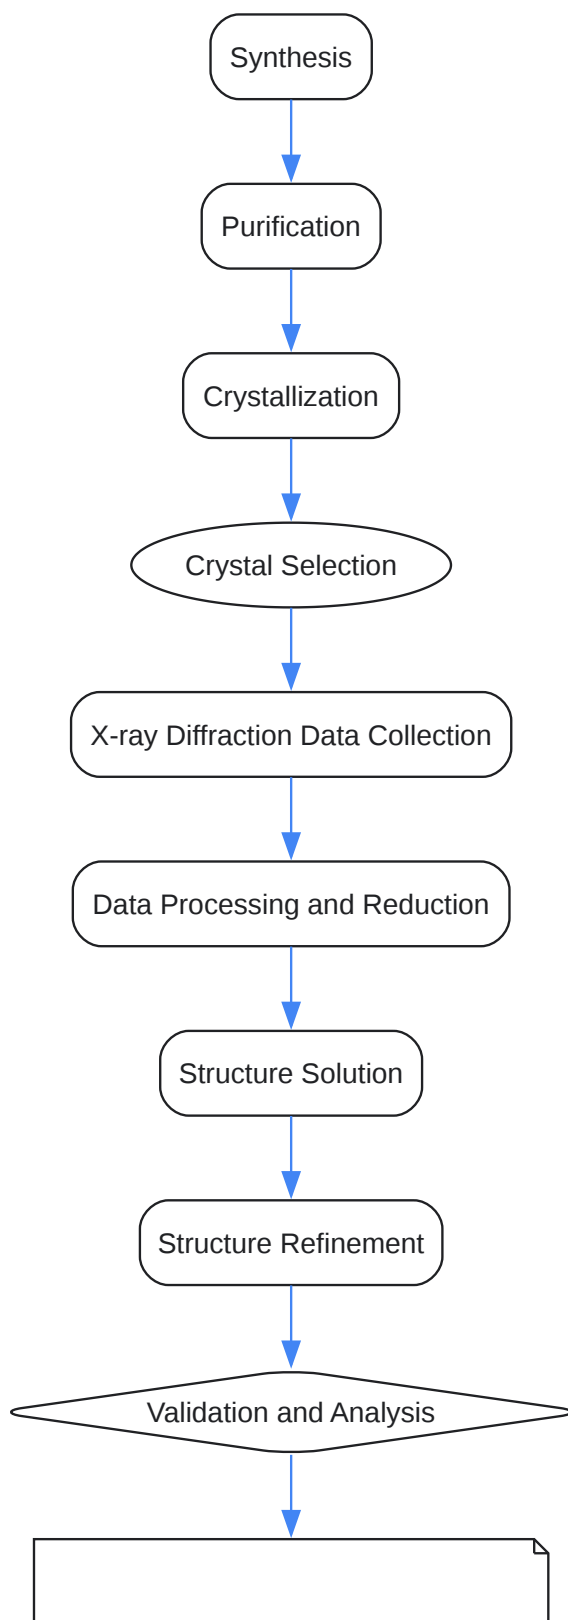 Synthesis
Purification
Crystallization
Crystal Selection
X-ray Diffraction Data Collection
Data Processing and Reduction
Structure Solution
Structure Refinement
Validation and Analysis